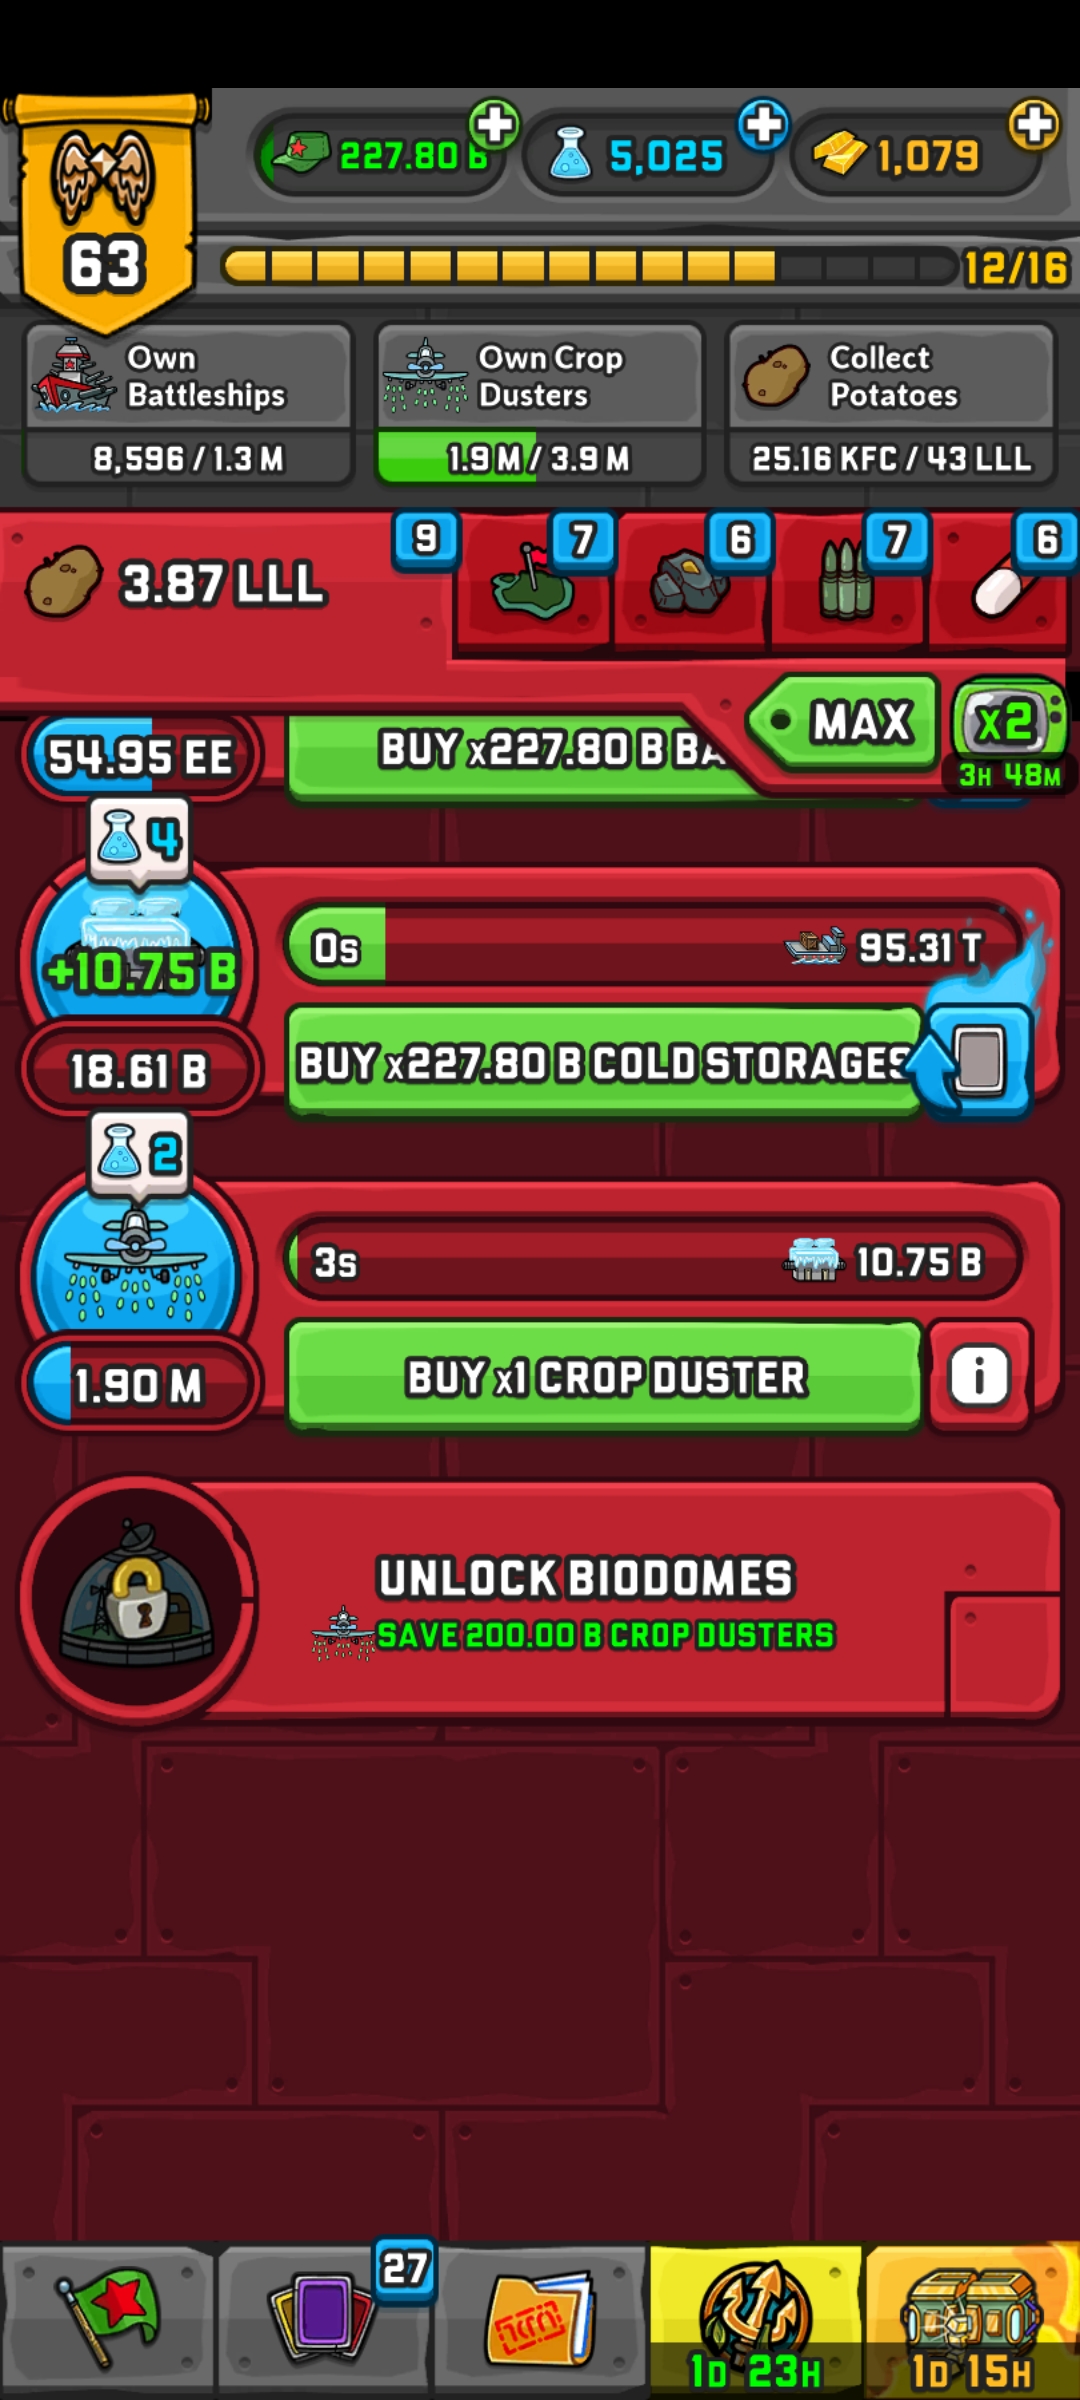 227.80 B
5,025
1,079
63
12/16
Own
Battleships
8,596 / 1.3 M
Own Crop
Dusters
1.9 M / 3.9 M
Collect
Potatoes
25.16 KFC / 43 LLL
3.87 LLL
9
7
6
7
6
MAX
x2
3H 48M
54.95 EE
BUY x227.80 B
4
+10.75 B
18.61 B
0s
95.31 T
BUY x227.80 B COLD STORAGES
2
1.90 M
3s
10.75 B
BUY x1 CROP DUSTER
i
UNLOCK BIODOMES
SAVE 200.00 B CROP DUSTERS
27
1D 23H
1D 15H